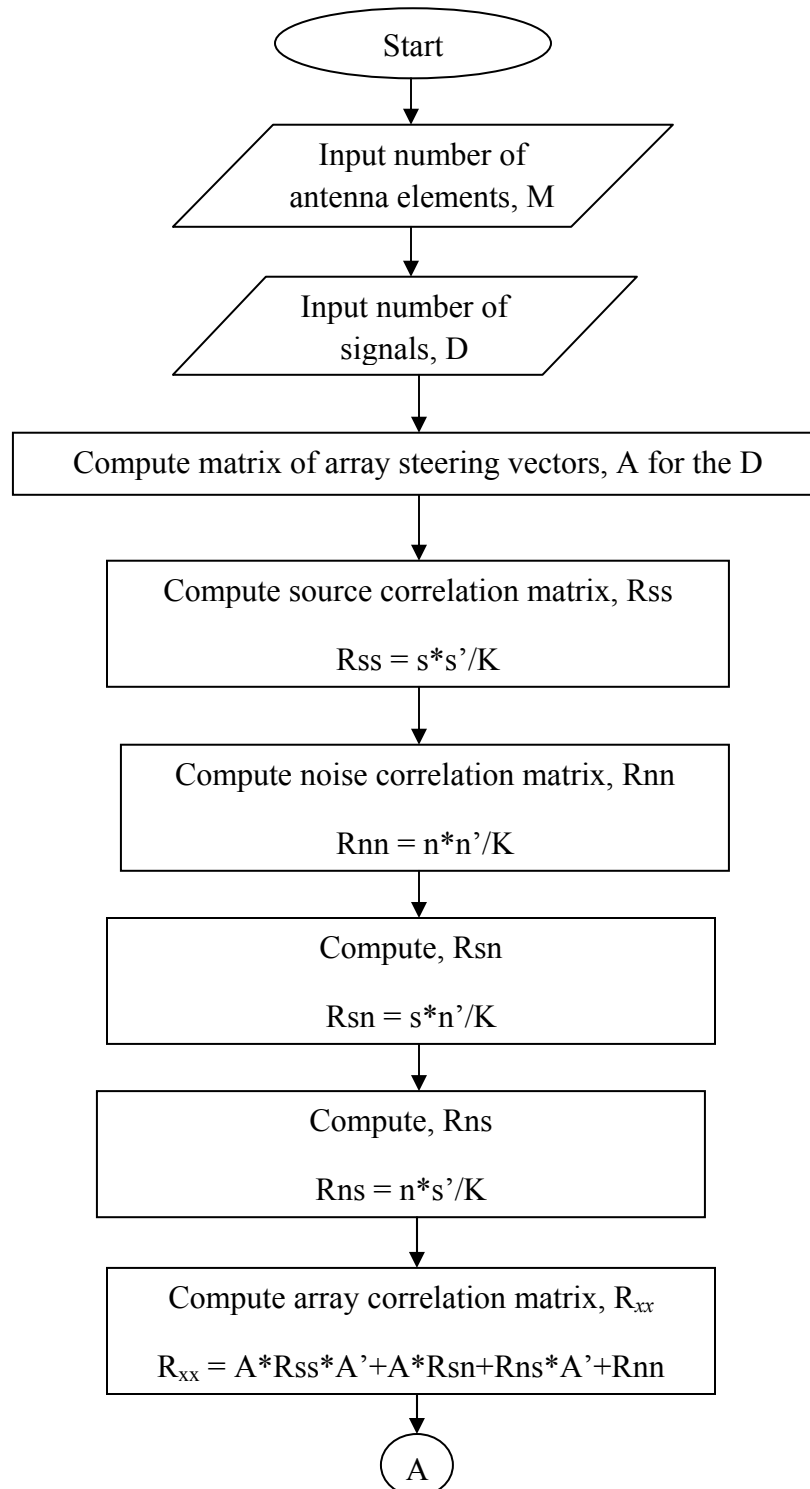 Start
Input number of
antenna elements, M
Input number of
signals, D
Compute matrix of array steering vectors, A for the D
Compute source correlation matrix, Rss
Rss = s*s’/K
Compute noise correlation matrix, Rnn
Rnn = n*n’/K
Compute, Rsn
Rsn = s*n’/K
Compute, Rns
Rns = n*s’/K
Compute array correlation matrix, Rxx
Rxx = A*Rss*A’+A*Rsn+Rns*A’+Rnn
A